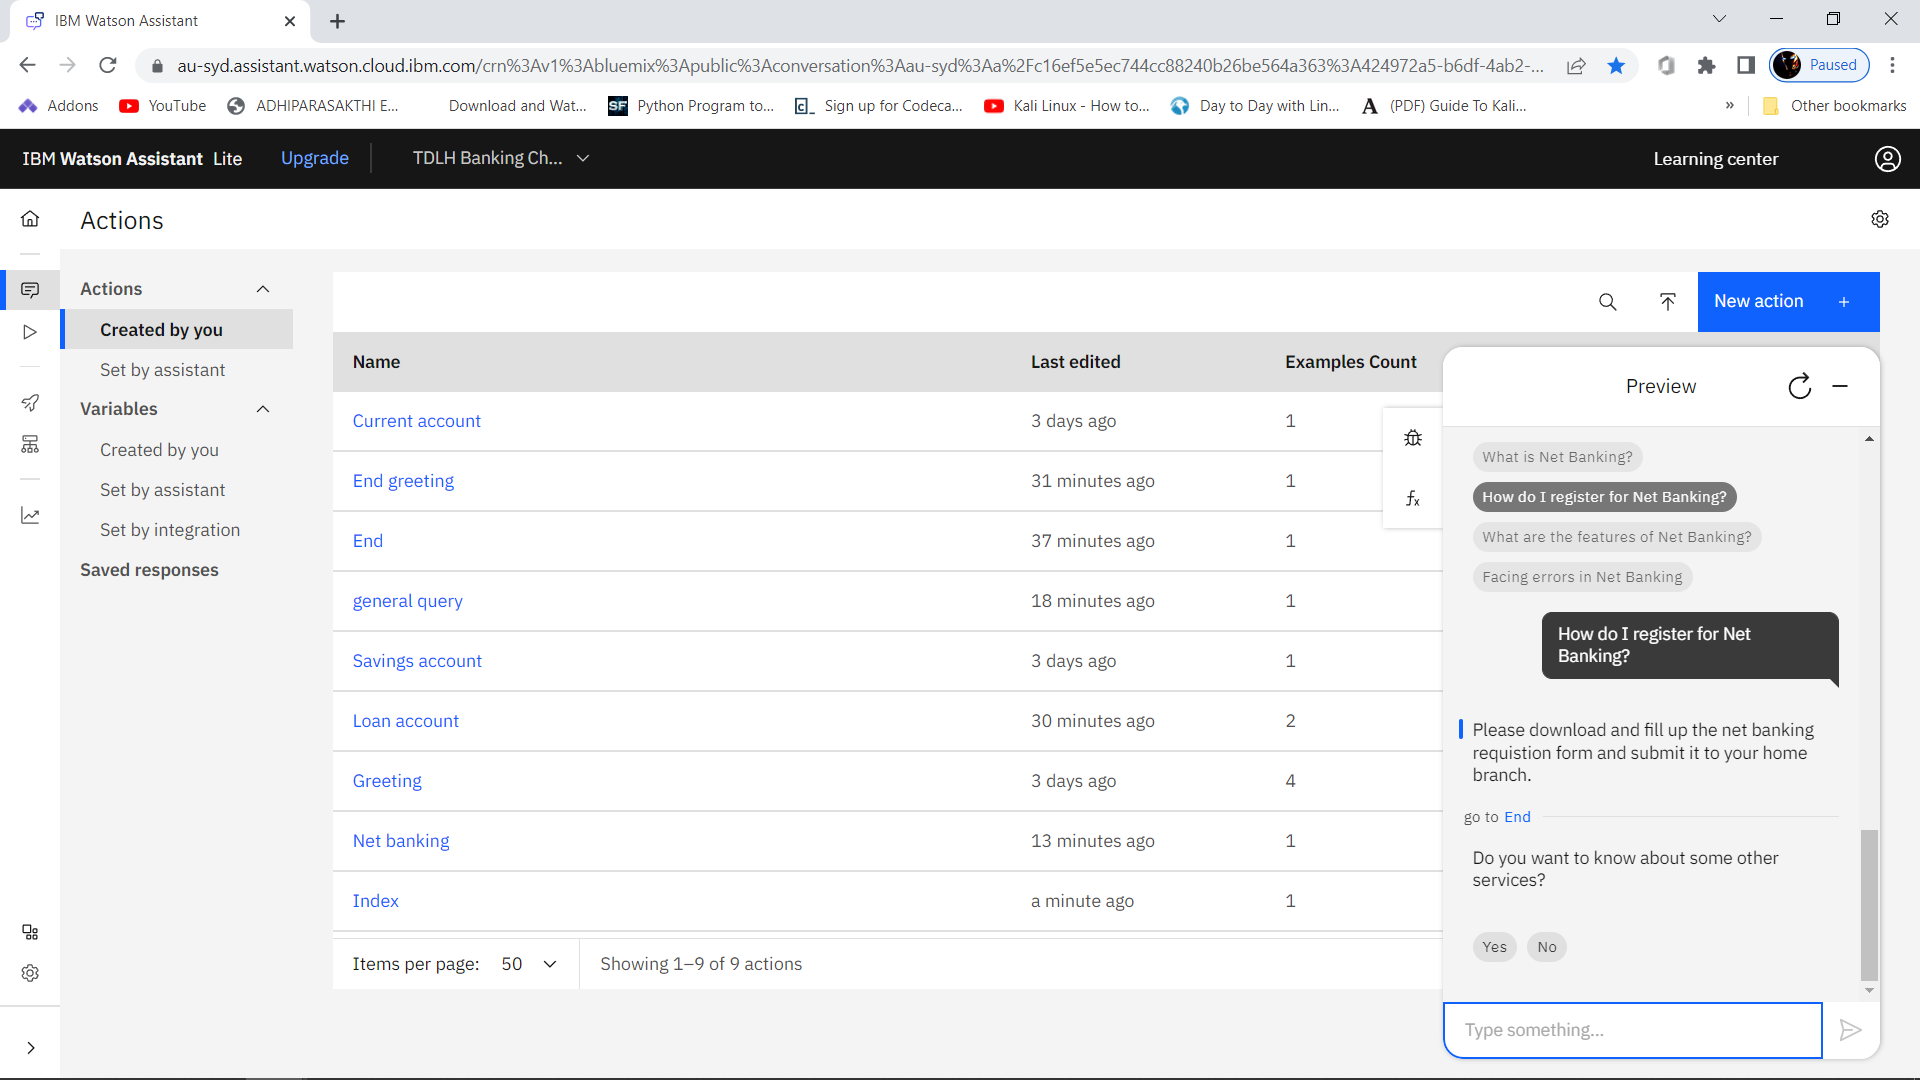 IBM Watson Assistant
au-syd.assistant.watson.cloud.ibm.com/crn%3Av1%3Abluemix%3Apublic%3Aconversation%3Aau-syd%3Aa%2Fc16ef5e5ec744cc88240b26be564a363%3A424972a5-b6df-4ab2-...
Paused
Addons
YouTube
ADHIPARASAKTHI E...
Download and Wat...
SF Python Program to...
c_ Sign up for Codeca...
Kali Linux - How to...
Day to Day with Lin...
A (PDF) Guide To Kali...
»
Other bookmarks
IBM Watson Assistant Lite
Upgrade
TDLH Banking Ch...
Learning center
Actions
Actions
Created by you
Set by assistant
Variables
Created by you
Set by assistant
Set by integration
Saved responses
New action +
Name Last edited Examples Count
Current account 3 days ago 1
End greeting 31 minutes ago 1
End 37 minutes ago 1
general query 18 minutes ago 1
Savings account 3 days ago 1
Loan account 30 minutes ago 2
Greeting 3 days ago 4
Net banking 13 minutes ago 1
Index a minute ago 1
Items per page: 50
Showing 1–9 of 9 actions
fx
Preview
What is Net Banking?
How do I register for Net Banking?
What are the features of Net Banking?
Facing errors in Net Banking
How do I register for Net
Banking?
Please download and fill up the net banking
requistion form and submit it to your home
branch.
go to End
Do you want to know about some other
services?
Yes No
Type something...